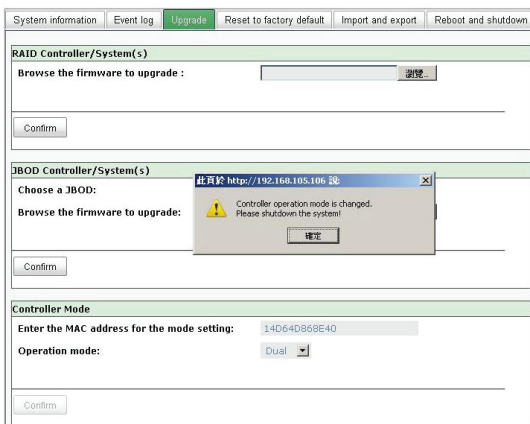 System information Event log Upgrade Reset to factory default Import and export Reboot and shutdown
RAID Controller/System(s)
Browse the firmware to upgrade :
瀏覽...
Confirm
JBOD Controller/System(s)
Choose a JBOD:
Browse the firmware to upgrade:
此頁於 http://192.168.105.106 說:
Controller operation mode is changed.
Please shutdown the system!
確定
Confirm
Controller Mode
Enter the MAC address for the mode setting: 14D64D868E40
Operation mode: Dual
Confirm